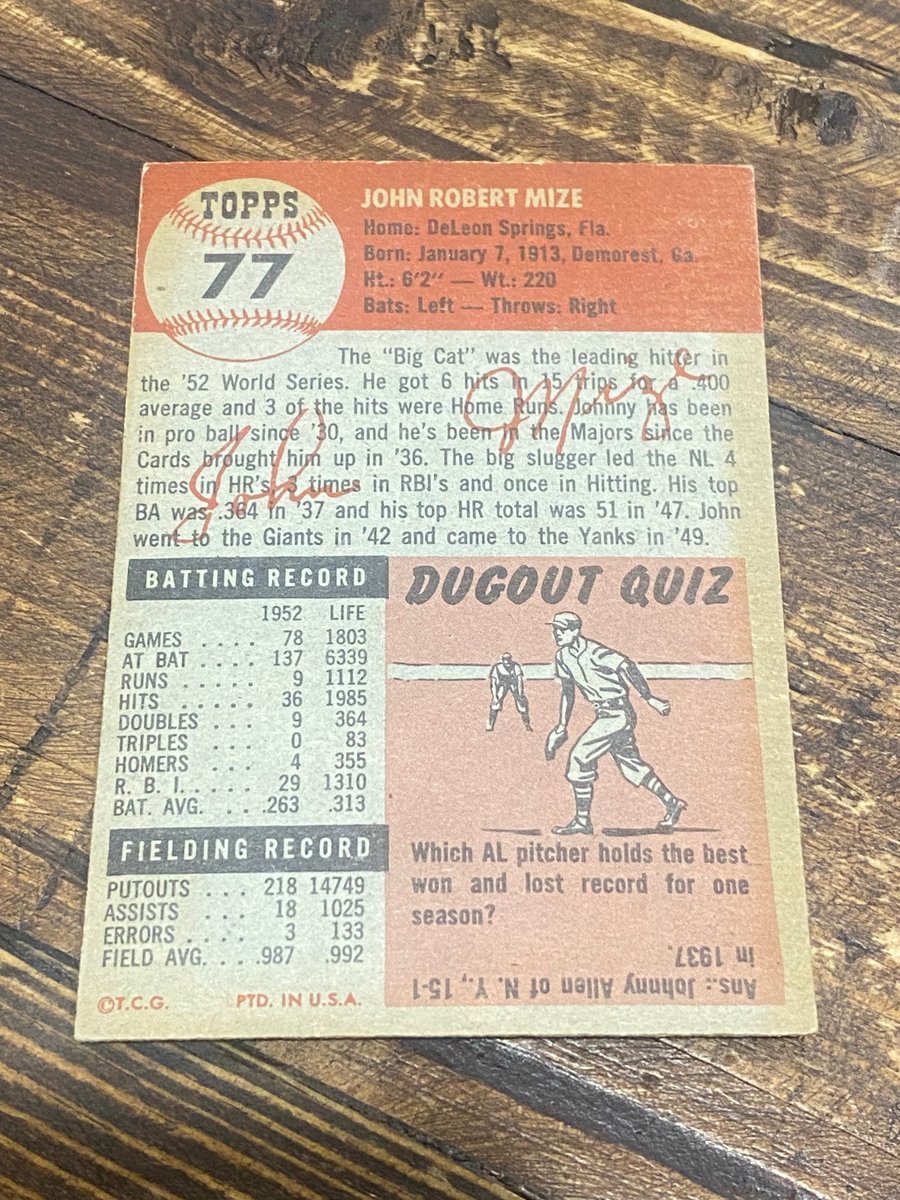 TOPPS
77
JOHN ROBERT MIZE
Home: DeLeon Springs, Fla.
Born: January 7, 1913, Demorest, Ga.
Ht.: 6'2" — Wt.: 220
Bats: Left — Throws: Right
The "Big Cat" was the leading hitter in
the '52 World Series. He got 6 hits in 15 trips for a .400
average and 3 of the hits were Home Runs. Johnny has been
in pro ball since '30, and he's been in the Majors since the
Cards brought him up in '36. The big slugger led the NL 4
times in HR's, 3 times in RBI's and once in Hitting. His top
BA was .364 in '37 and his top HR total was 51 in '47. John
went to the Giants in '42 and came to the Yanks in '49.
John Mize
BATTING RECORD
1952 LIFE
GAMES . . . . 78 1803
AT BAT . . . . 137 6339
RUNS . . . . . 9 1112
HITS . . . . . 36 1985
DOUBLES . . . 9 364
TRIPLES . . . 0 83
HOMERS . . . 4 355
R. B. I. . . . . 29 1310
BAT. AVG. . . .263 .313
FIELDING RECORD
PUTOUTS . . . 218 14749
ASSISTS . . . 18 1025
ERRORS . . . . 3 133
FIELD AVG. . . .987 .992
©T.C.G. PTD. IN U.S.A.
DUGOUT QUIZ
Which AL pitcher holds the best
won and lost record for one
season?
Ans.: Johnny Allen of N. Y., 15-1
in 1937.